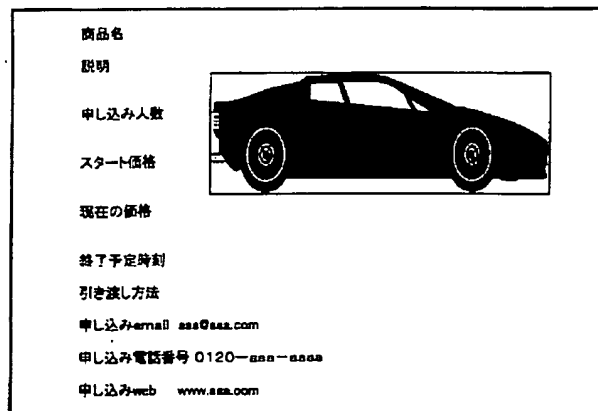 商品名
説明
申し込み人数
スタート価格
現在の価格
終了予定時刻
引き渡し方法
申し込みemail aaa@aaa.com
申し込み電話番号 0120-aaa-aaaa
申し込みweb www.aaa.com